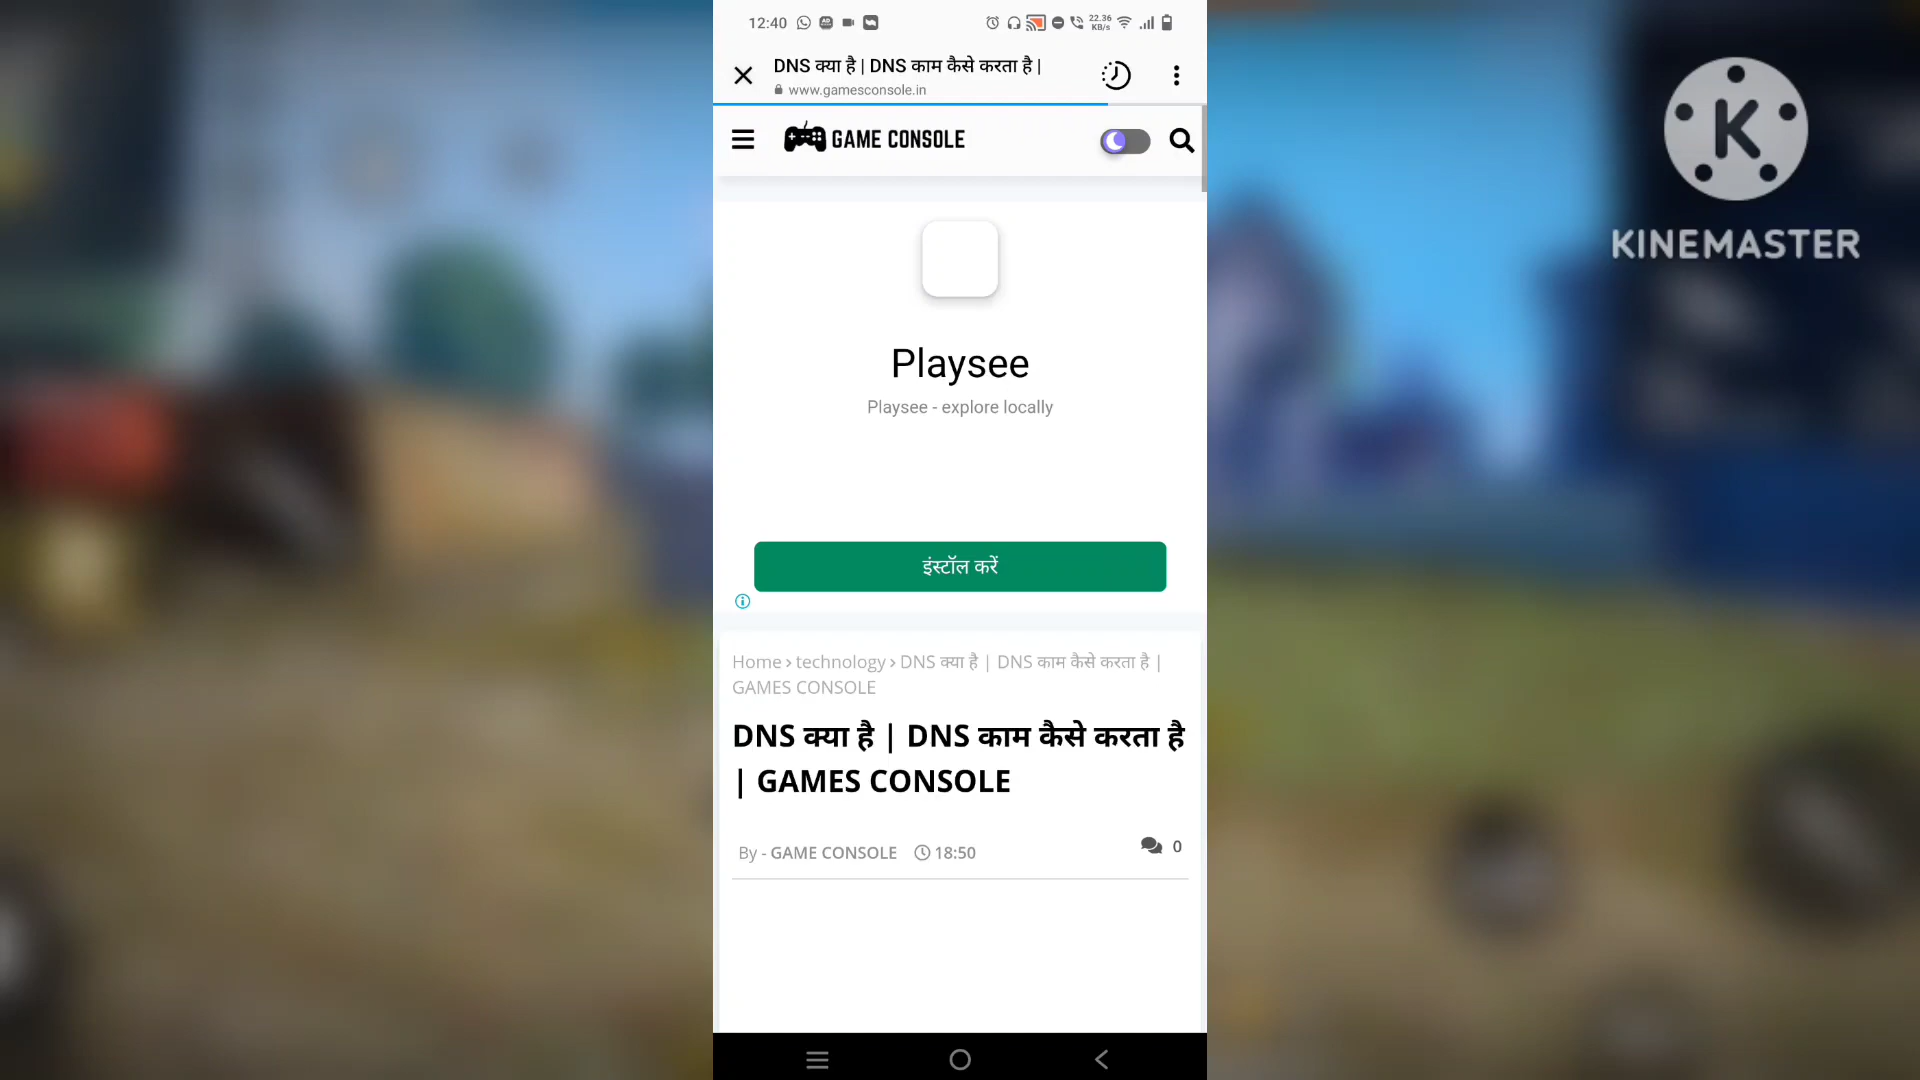 12:40
22.36
KB/s
DNS क्या है | DNS काम कैसे करता है |
www.gamesconsole.in
GAME CONSOLE
K
KINEMASTER
Playsee
Playsee - explore locally
इंस्टॉल करें
Home › technology › DNS क्या है | DNS काम कैसे करता है |
GAMES CONSOLE
DNS क्या है | DNS काम कैसे करता है
| GAMES CONSOLE
By - GAME CONSOLE 18:50
0